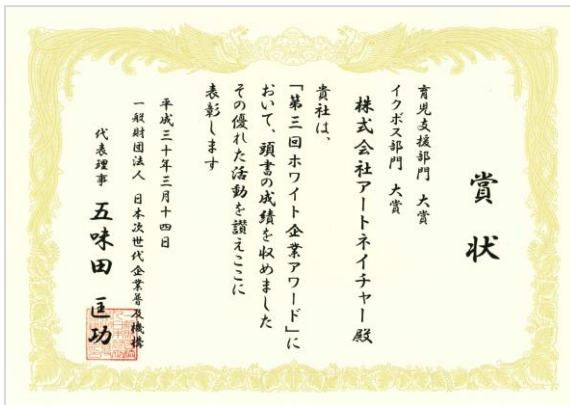 賞状
育児支援部門 大賞
イクボス部門 大賞
株式会社アートネイチャー殿
貴社は、
「第三回ホワイト企業アワード」に
おいて、頭書の成績を収めました
その優れた活動を讃えここに
表彰します
平成三十年三月十四日
一般財団法人 日本次世代企業普及機構
代表理事 五味田 匡功